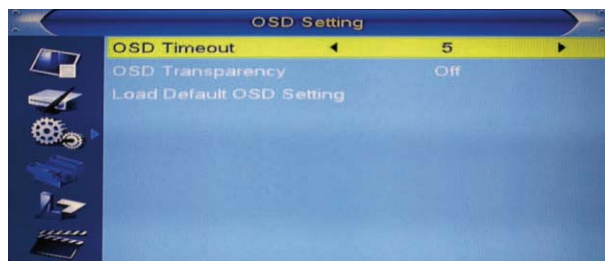 OSD Setting
OSD Timeout 5
OSD Transparency Off
Load Default OSD Setting